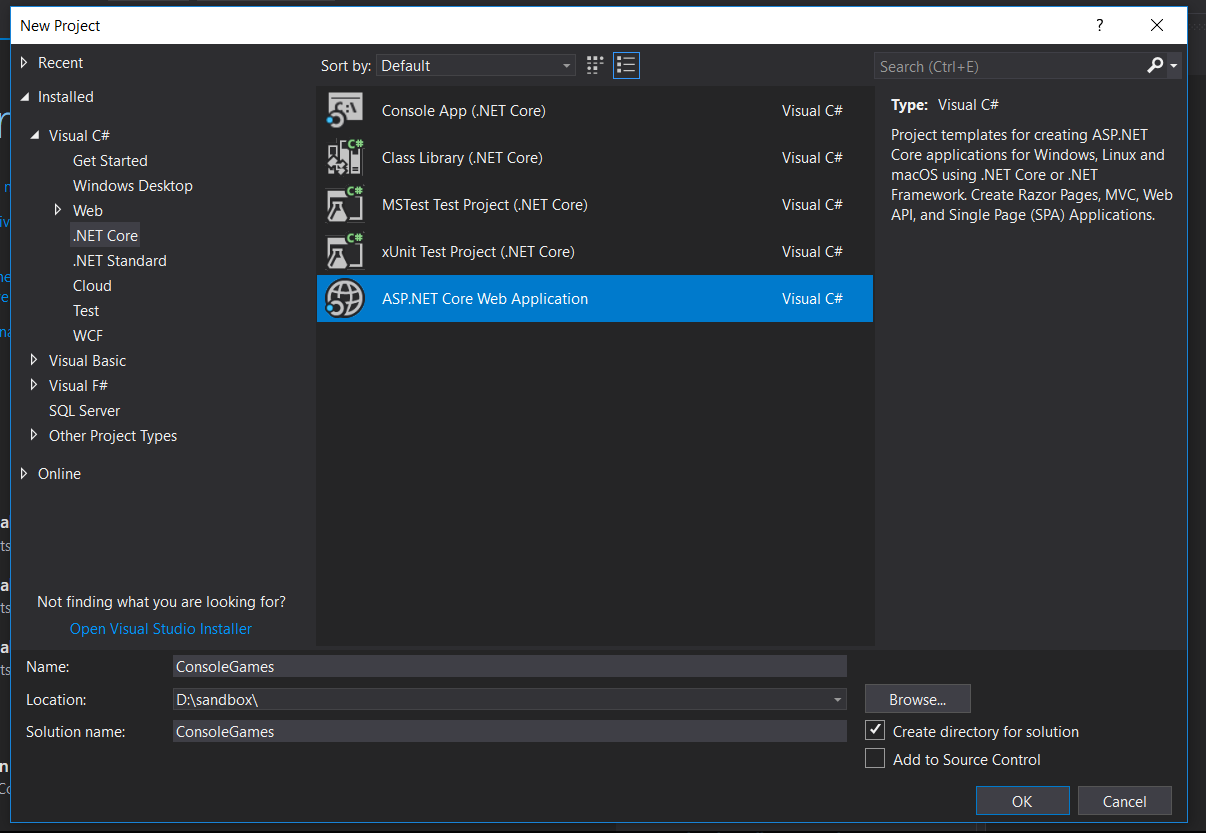 New Project
?
Recent
Installed
Visual C#
Get Started
Windows Desktop
Web
.NET Core
.NET Standard
Cloud
Test
WCF
Visual Basic
Visual F#
SQL Server
Other Project Types
Online
Not finding what you are looking for?
Open Visual Studio Installer
Sort by: Default
Console App (.NET Core) Visual C#
Class Library (.NET Core) Visual C#
MSTest Test Project (.NET Core) Visual C#
xUnit Test Project (.NET Core) Visual C#
ASP.NET Core Web Application Visual C#
Search (Ctrl+E)
Type: Visual C#
Project templates for creating ASP.NET
Core applications for Windows, Linux and
macOS using .NET Core or .NET
Framework. Create Razor Pages, MVC, Web
API, and Single Page (SPA) Applications.
Name: ConsoleGames
Location: D:\sandbox\
Browse...
Solution name: ConsoleGames
Create directory for solution
Add to Source Control
OK
Cancel